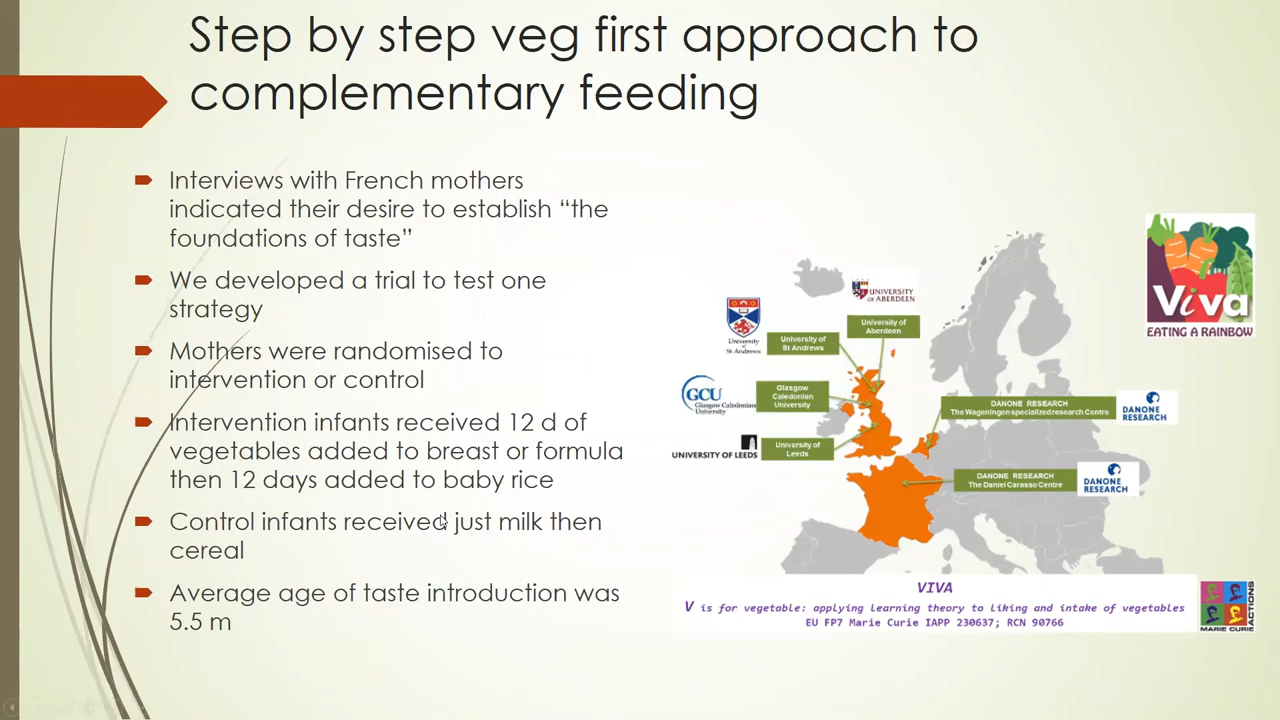 Step by step veg first approach to
complementary feeding
Interviews with French mothers
indicated their desire to establish “the
foundations of taste”
We developed a trial to test one
strategy
Mothers were randomised to
intervention or control
Intervention infants received 12 d of
vegetables added to breast or formula
then 12 days added to baby rice
Control infants received just milk then
cereal
Average age of taste introduction was
5.5 m
Viva
EATING A RAINBOW
UNIVERSITY
OF ABERDEEN
University of
Aberdeen
University
of
St Andrews
University of
St Andrews
GCU
Glasgow Caledonian
University
Glasgow
Caledonian
University
UNIVERSITY OF LEEDS
University of
Leeds
DANONE RESEARCH
The Wageningen specialized research Centre
DANONE
RESEARCH
DANONE RESEARCH
The Daniel Carasso Centre
DANONE
RESEARCH
VIVA
V is for vegetable: applying learning theory to liking and intake of vegetables
EU FP7 Marie Curie IAPP 230637; RCN 90766
MARIE CURIE ACTIONS